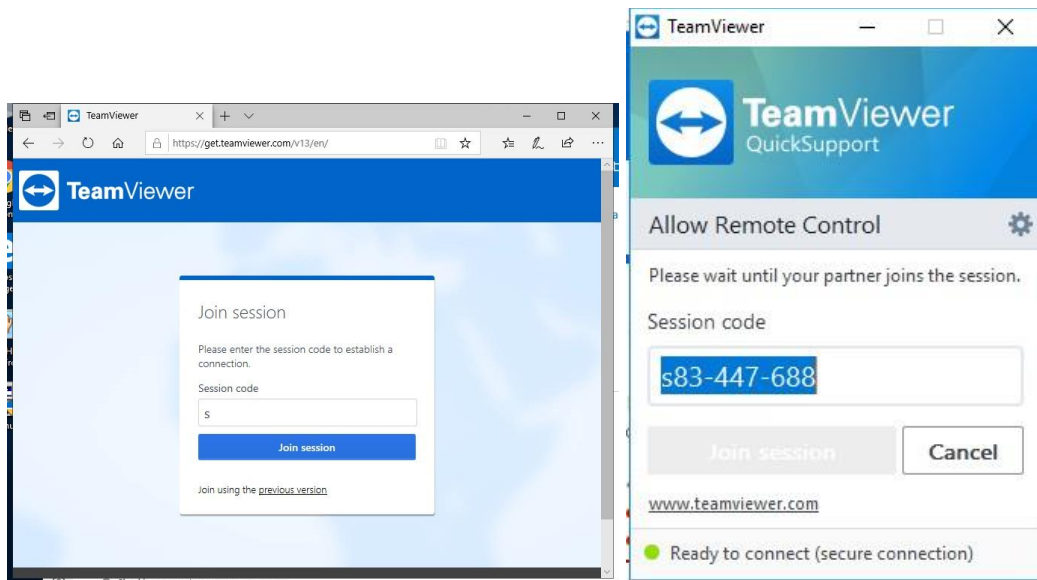 TeamViewer
https://get.teamviewer.com/v13/en/
TeamViewer
Join session
Please enter the session code to establish a
connection.
Session code
s
Join session
Join using the previous version
TeamViewer
TeamViewer
QuickSupport
Allow Remote Control
Please wait until your partner joins the session.
Session code
s83-447-688
Join session
Cancel
www.teamviewer.com
Ready to connect (secure connection)